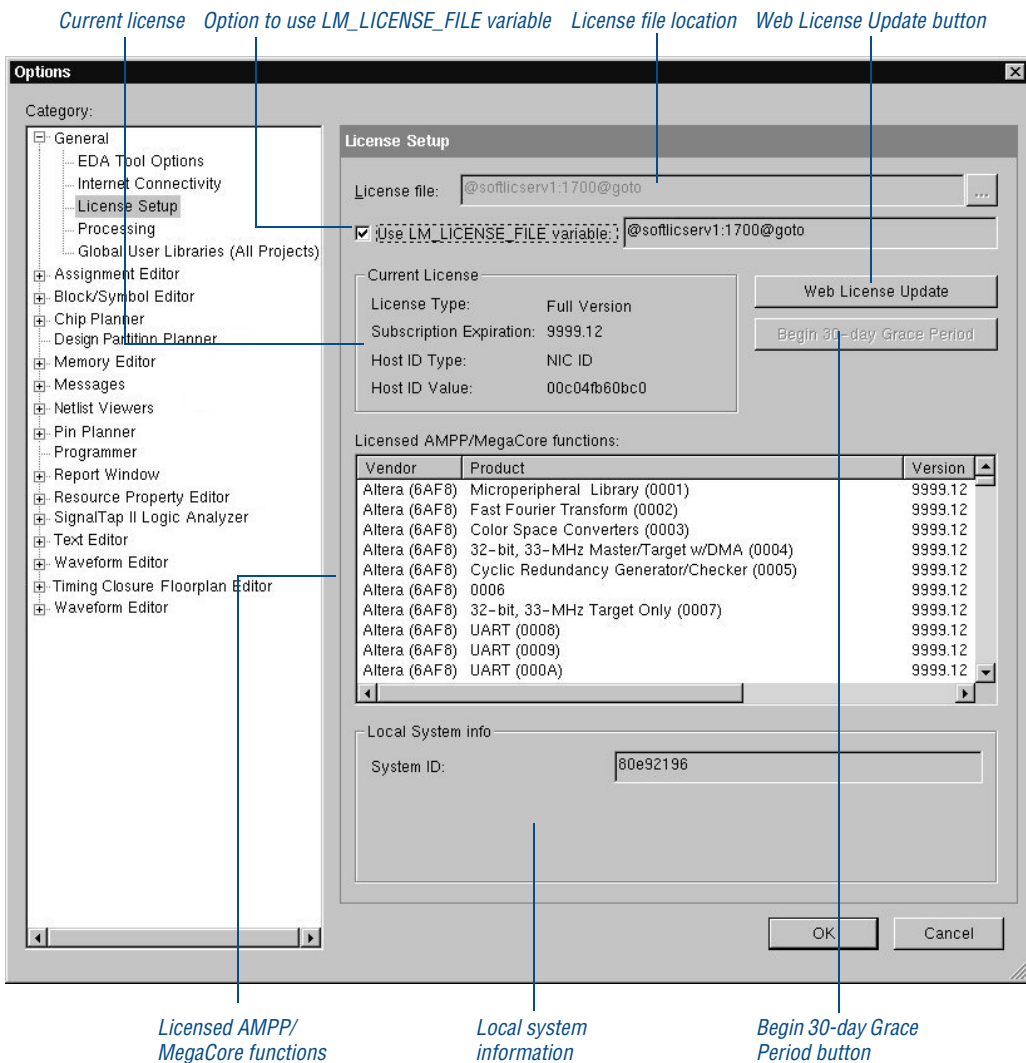 Current license Option to use LM_LICENSE_FILE variable License file location Web License Update button
Options
Category:
General
EDA Tool Options
Internet Connectivity
License Setup
Processing
Global User Libraries (All Projects)
Assignment Editor
Block/Symbol Editor
Chip Planner
Design Partition Planner
Memory Editor
Messages
Netlist Viewers
Pin Planner
Programmer
Report Window
Resource Property Editor
SignalTap II Logic Analyzer
Text Editor
Waveform Editor
Timing Closure Floorplan Editor
Waveform Editor
License Setup
License file: @softlicserv1:1700@goto ...
Use LM_LICENSE_FILE variable: @softlicserv1:1700@goto
Current License
License Type: Full Version
Subscription Expiration: 9999.12
Host ID Type: NIC ID
Host ID Value: 00c04fb60bc0
Web License Update
Begin 30-day Grace Period
Licensed AMPP/MegaCore functions:
Vendor Product Version
Altera (6AF8) Microperipheral Library (0001) 9999.12
Altera (6AF8) Fast Fourier Transform (0002) 9999.12
Altera (6AF8) Color Space Converters (0003) 9999.12
Altera (6AF8) 32-bit, 33-MHz Master/Target w/DMA (0004) 9999.12
Altera (6AF8) Cyclic Redundancy Generator/Checker (0005) 9999.12
Altera (6AF8) 0006 9999.12
Altera (6AF8) 32-bit, 33-MHz Target Only (0007) 9999.12
Altera (6AF8) UART (0008) 9999.12
Altera (6AF8) UART (0009) 9999.12
Altera (6AF8) UART (000A) 9999.12
Local System info
System ID: 80e92196
OK Cancel
Licensed AMPP/
MegaCore functions
Local system
information
Begin 30-day Grace
Period button